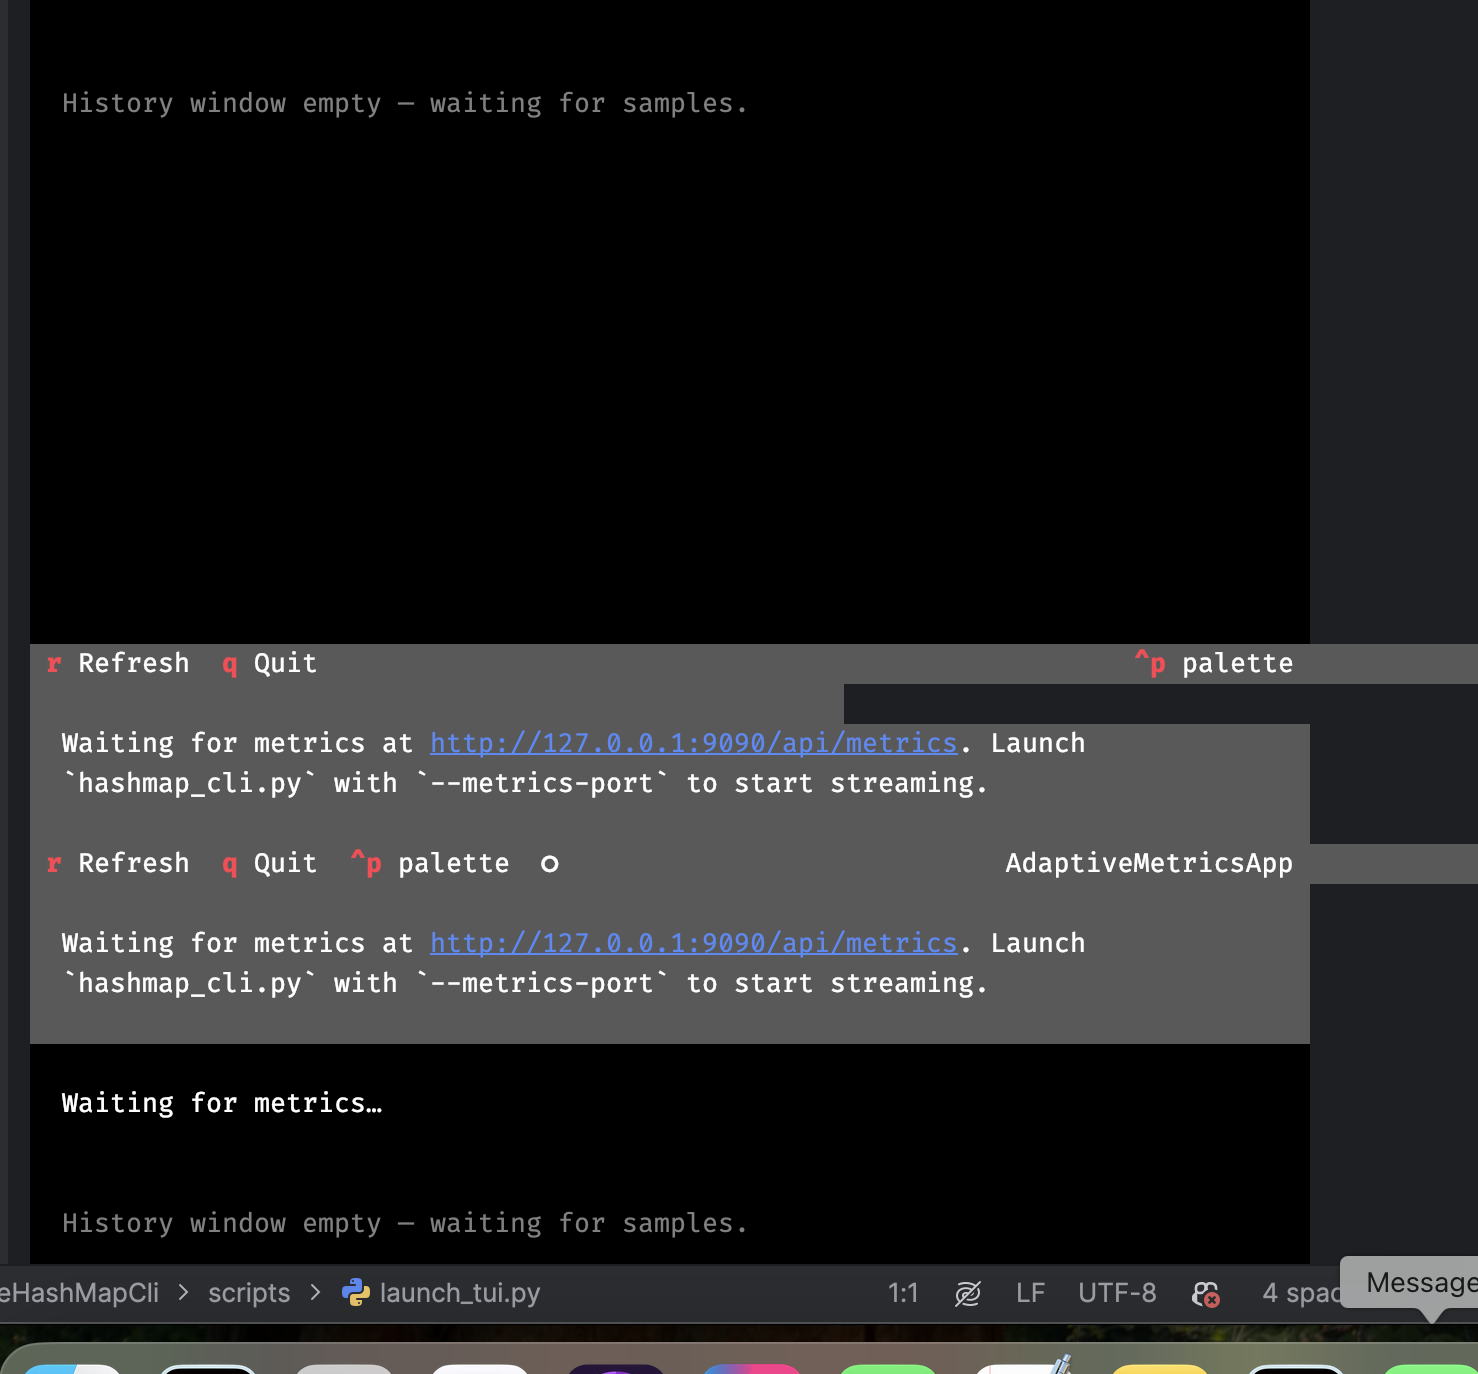 History window empty — waiting for samples.
r Refresh q Quit ^p palette
Waiting for metrics at http://127.0.0.1:9090/api/metrics. Launch
`hashmap_cli.py` with `--metrics-port` to start streaming.
r Refresh q Quit ^p palette ○ AdaptiveMetricsApp
Waiting for metrics at http://127.0.0.1:9090/api/metrics. Launch
`hashmap_cli.py` with `--metrics-port` to start streaming.
Waiting for metrics…
History window empty — waiting for samples.
eHashMapCli > scripts > launch_tui.py 1:1 LF UTF-8 4 spac
Message